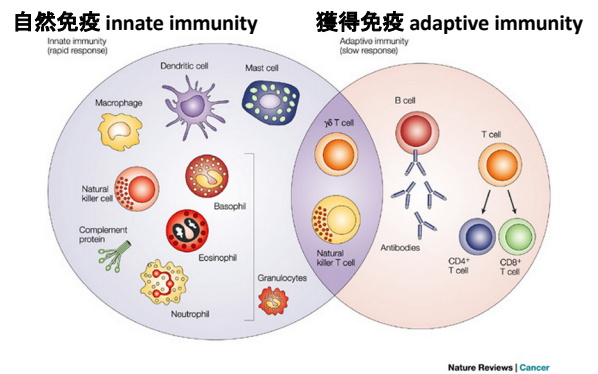 自然免疫 innate immunity
獲得免疫 adaptive immunity
Innate immunity
(rapid response)
Adaptive immunity
(slow response)
Dendritic cell
Mast cell
Macrophage
γδ T cell
B cell
T cell
Natural
killer cell
Basophil
Complement
protein
Eosinophil
Natural
killer T cell
Antibodies
CD4+
T cell
CD8+
T cell
Granulocytes
Neutrophil
Nature Reviews | Cancer